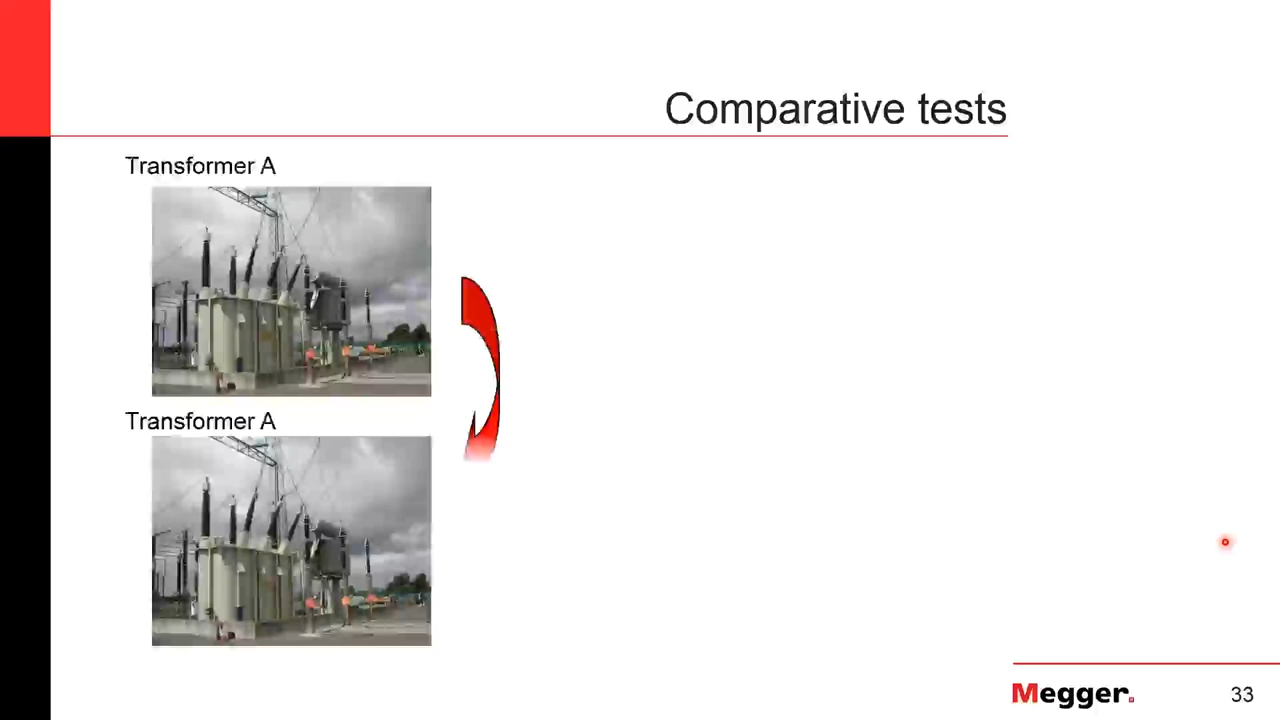 Comparative tests
Transformer A
Transformer A
Megger.
33